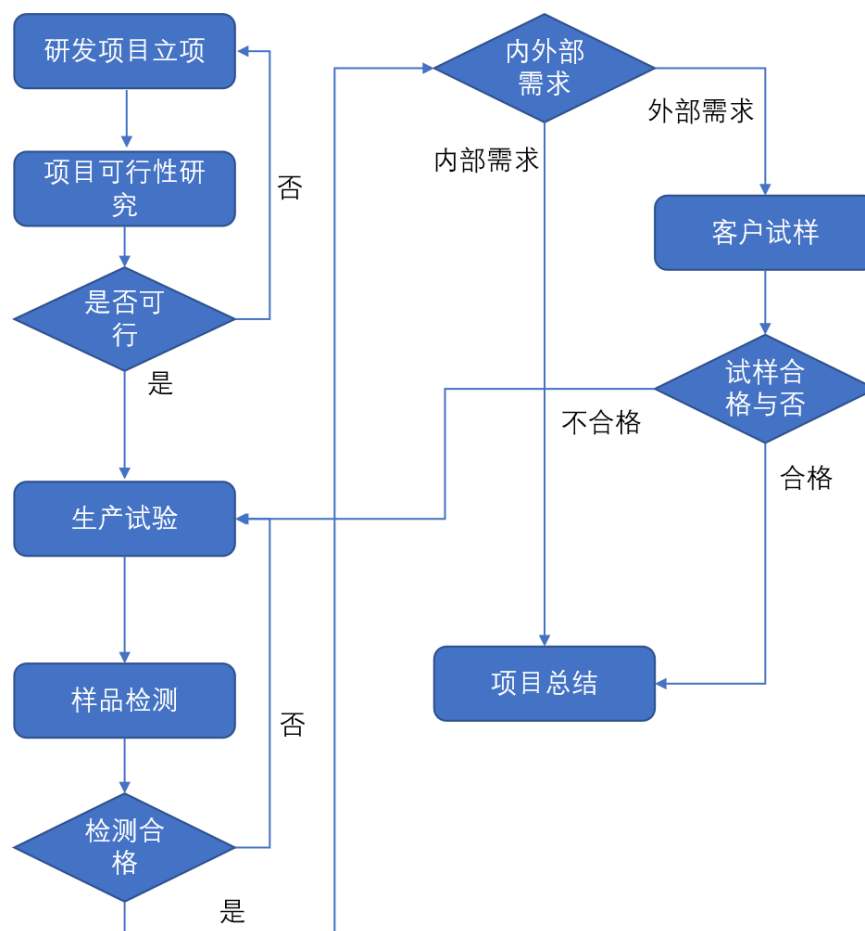 研发项目立项
项目可行性研
究
否
是否可
行
是
生产试验
样品检测
否
检测合
格
是
内外部
需求
外部需求
内部需求
客户试样
试样合
格与否
不合格
合格
项目总结